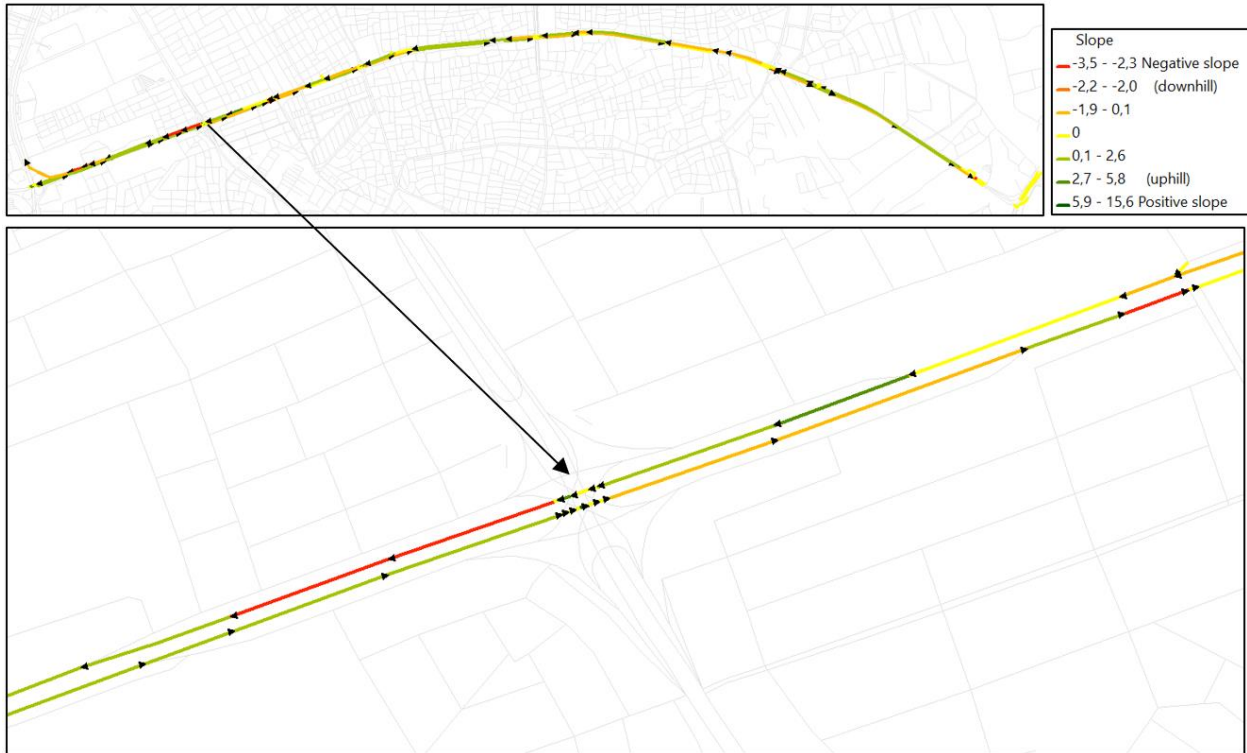 Slope
-3,5 - -2,3 Negative slope
-2,2 - -2,0 (downhill)
-1,9 - 0,1
0
0,1 - 2,6
2,7 - 5,8 (uphill)
5,9 - 15,6 Positive slope